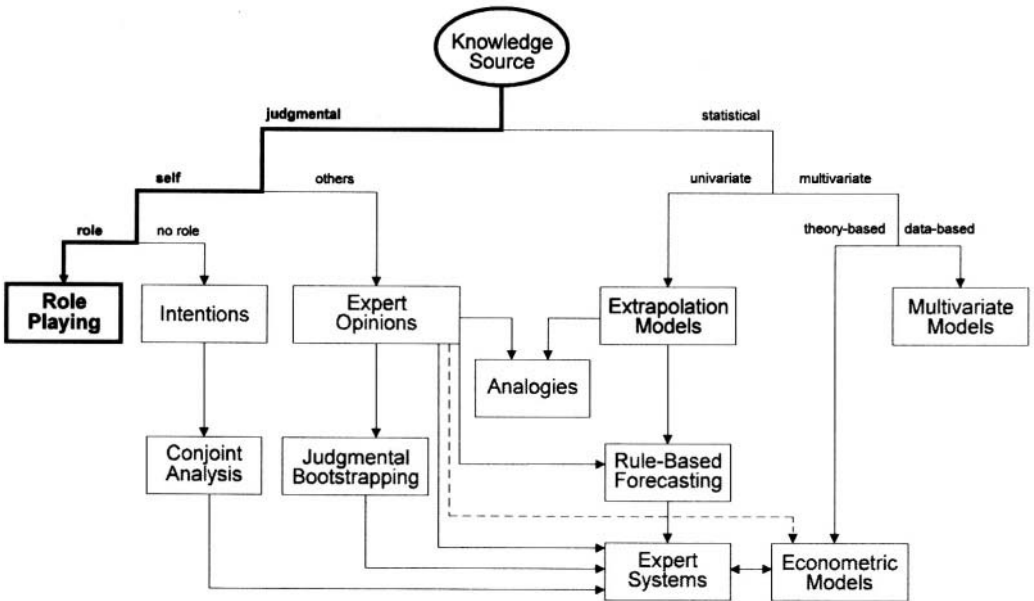 Knowledge
Source
judgmental
statistical
self
others
univariate
multivariate
role
no role
theory-based
data-based
Role
Playing
Intentions
Expert
Opinions
Extrapolation
Models
Multivariate
Models
Analogies
Conjoint
Analysis
Judgmental
Bootstrapping
Rule-Based
Forecasting
Expert
Systems
Econometric
Models